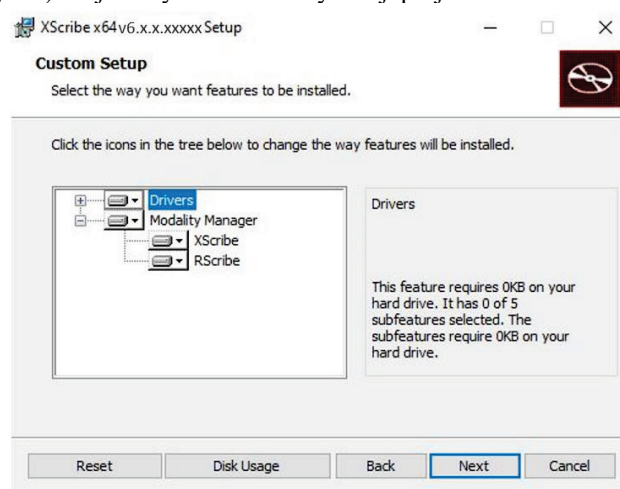 XScribe x64 v6.x.x.xxxxx Setup
Custom Setup
Select the way you want features to be installed.
Click the icons in the tree below to change the way features will be installed.
Drivers
Modality Manager
XScribe
RScribe
Drivers
This feature requires 0KB on your
hard drive. It has 0 of 5
subfeatures selected. The
subfeatures require 0KB on your
hard drive.
Reset
Disk Usage
Back
Next
Cancel